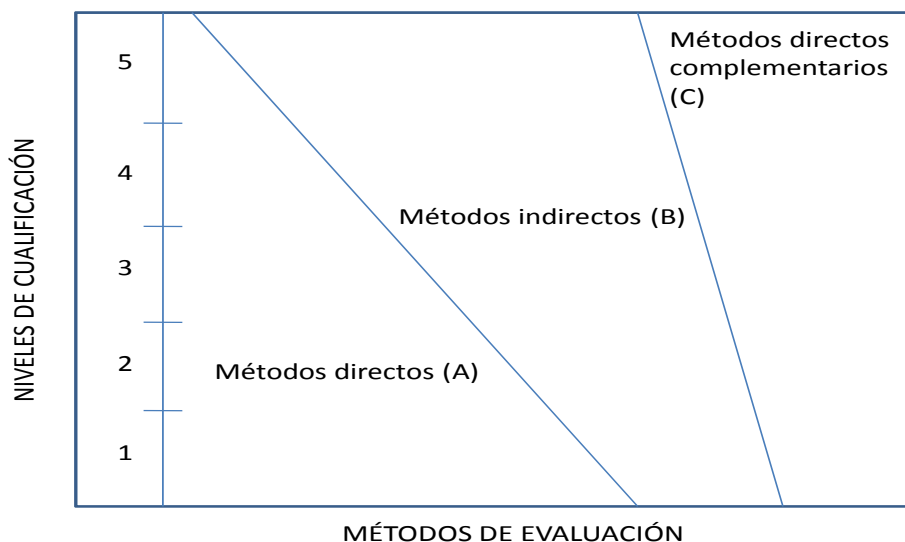 NIVELES DE CUALIFICACIÓN
5
4
3
2
1
Métodos directos
complementarios
(C)
Métodos indirectos (B)
Métodos directos (A)
MÉTODOS DE EVALUACIÓN